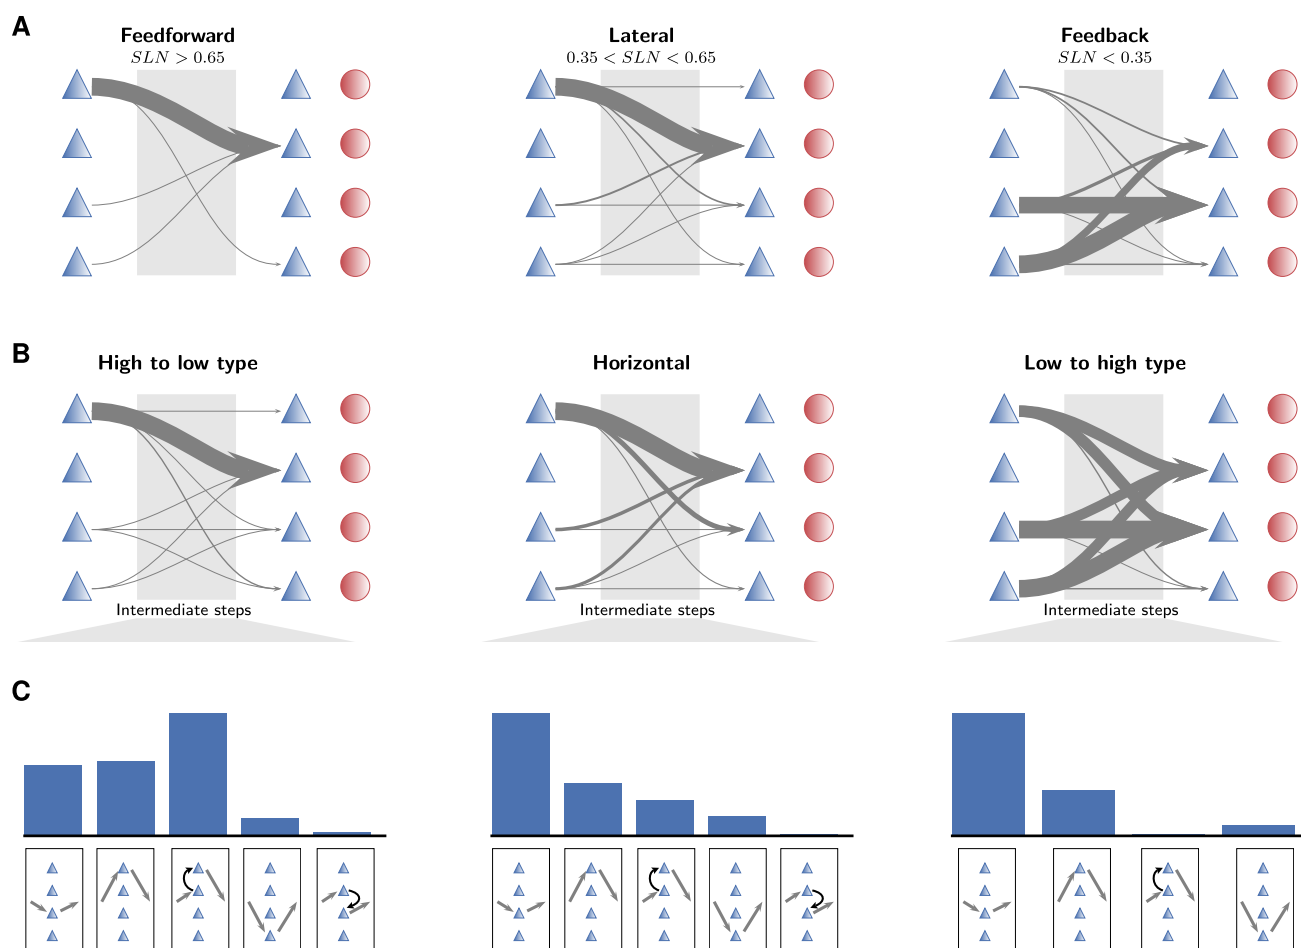 A
Feedforward
SLN > 0.65
Lateral
0.35 < SLN < 0.65
Feedback
SLN < 0.35
B
High to low type
Horizontal
Low to high type
Intermediate steps
Intermediate steps
Intermediate steps
C